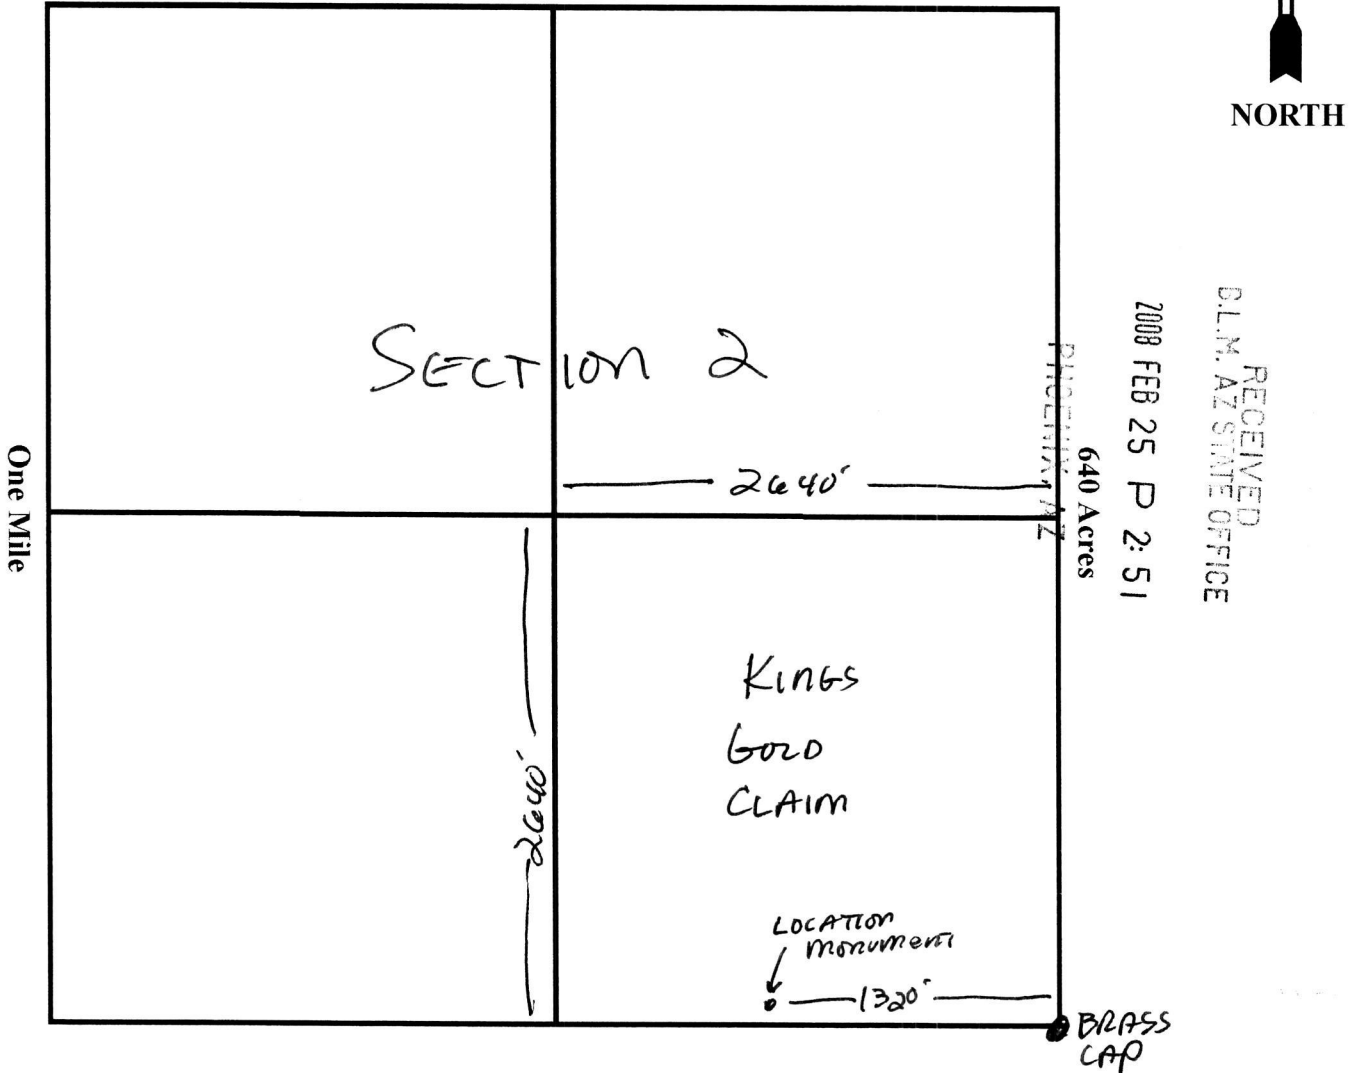 NORTH
SECTION 2
RECEIVED
B.L.M. AZ STATE OFFICE
2008 FEB 25 P 2:51
PHOENIX, AZ
640 Acres
One Mile
2640'
2640'
KINGS
GOLD
CLAIM
LOCATION
MONUMENT
1320'
BRASS
CAP